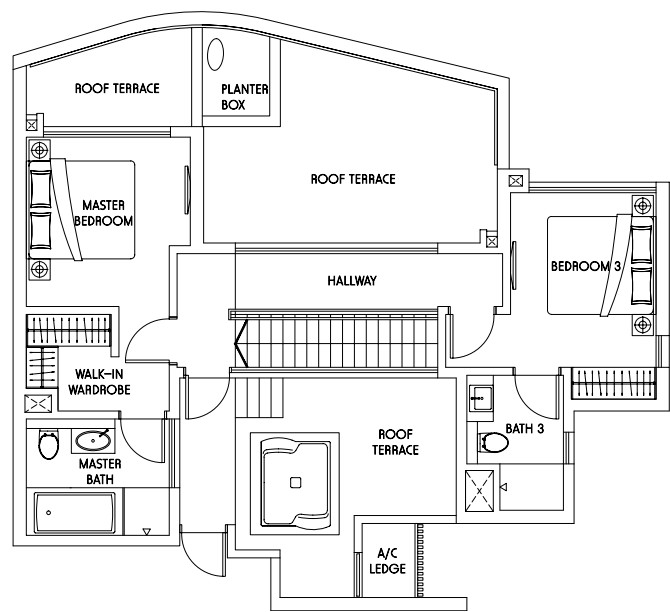 ROOF TERRACE
PLANTER
BOX
ROOF TERRACE
MASTER
BEDROOM
BEDROOM 3
HALLWAY
WALK-IN
WARDROBE
ROOF
TERRACE
BATH 3
MASTER
BATH
A/C
LEDGE